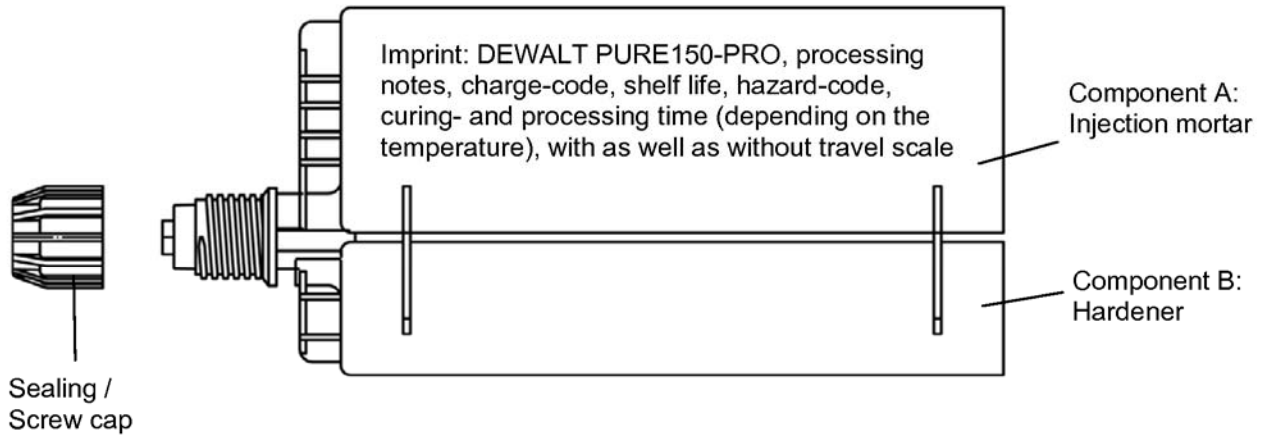 Imprint: DEWALT PURE150-PRO, processing
notes, charge-code, shelf life, hazard-code,
curing- and processing time (depending on the
temperature), with as well as without travel scale
Component A:
Injection mortar
Component B:
Hardener
Sealing /
Screw cap